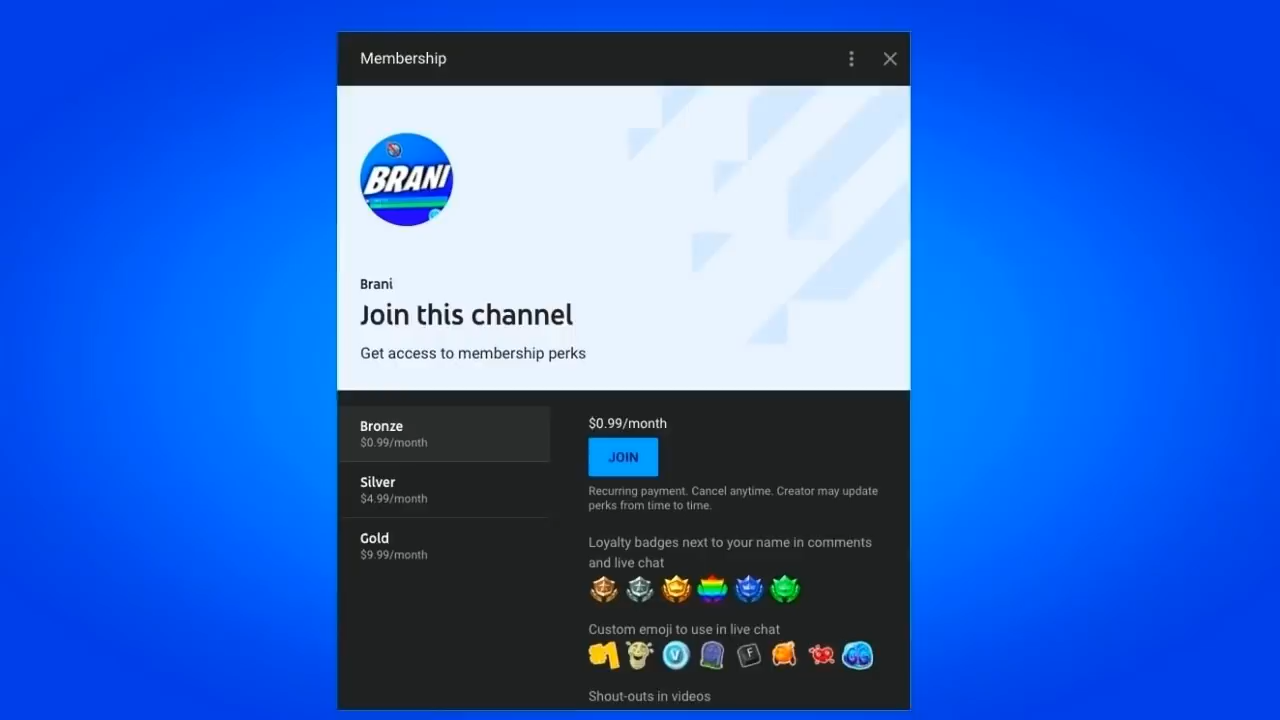 Membership
BRANI
Brani
Join this channel
Get access to membership perks
Bronze
$0.99/month
Silver
$4.99/month
Gold
$9.99/month
$0.99/month
JOIN
Recurring payment. Cancel anytime. Creator may update
perks from time to time.
Loyalty badges next to your name in comments
and live chat
Custom emoji to use in live chat
#1
V
F
Shout-outs in videos